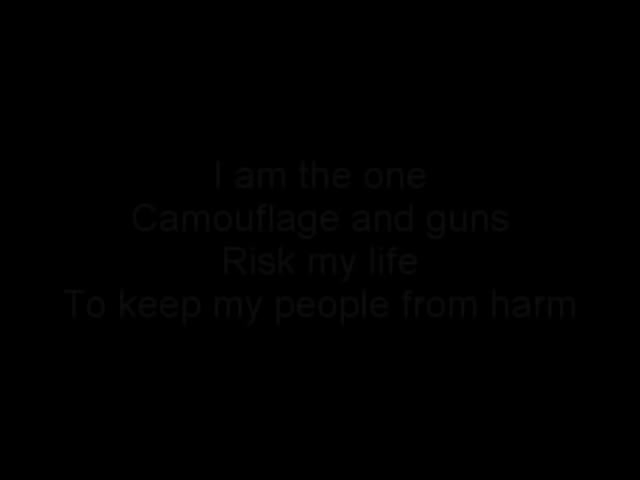 I am the one
Camouflage and guns
Risk my life
To keep my people from harm